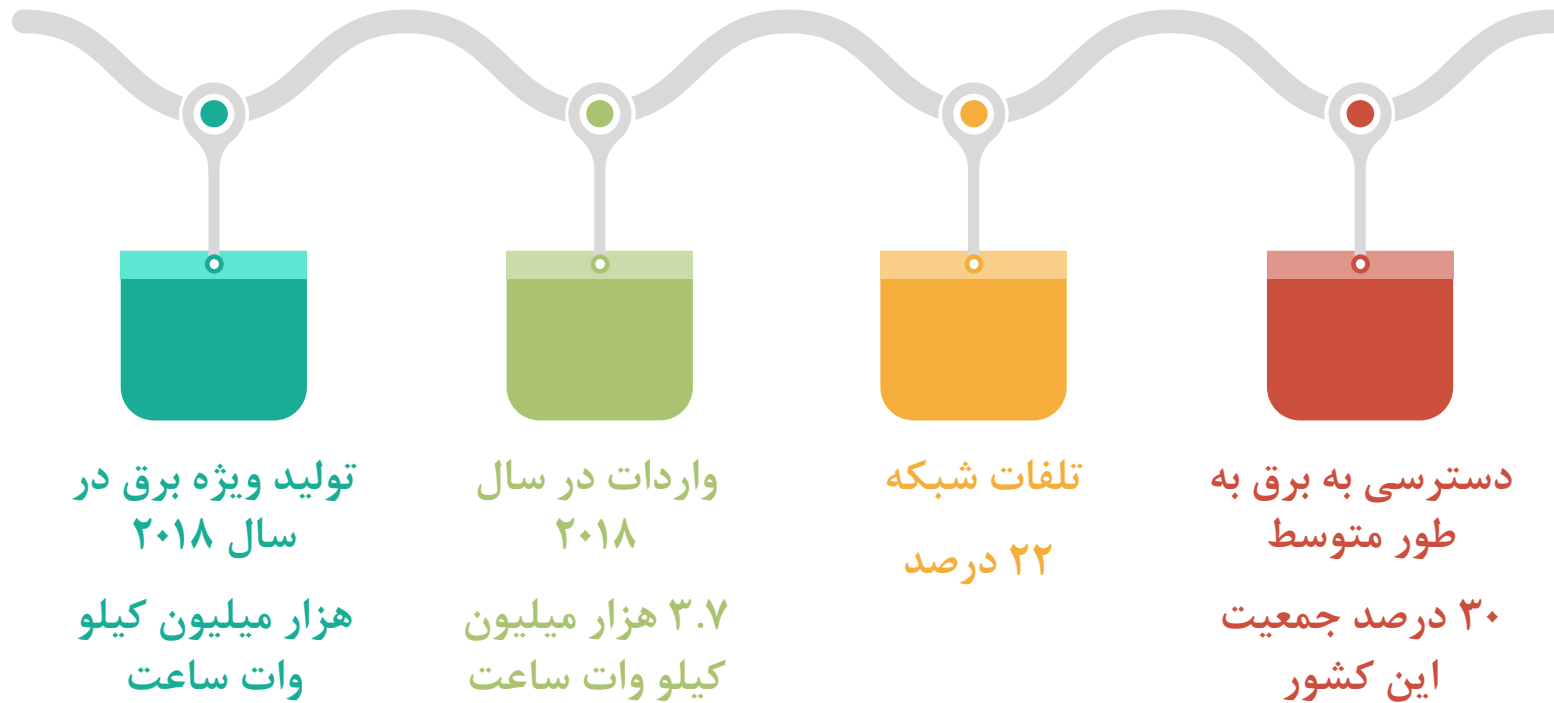 دسترسی به برق به
طور متوسط
۳۰ درصد جمعیت
این کشور
تلفات شبکه
۲۲ درصد
واردات در سال
۲۰۱۸
۳.۷ هزار میلیون
کیلو وات ساعت
تولید ویژه برق در
سال ۲۰۱۸
هزار میلیون کیلو
وات ساعت